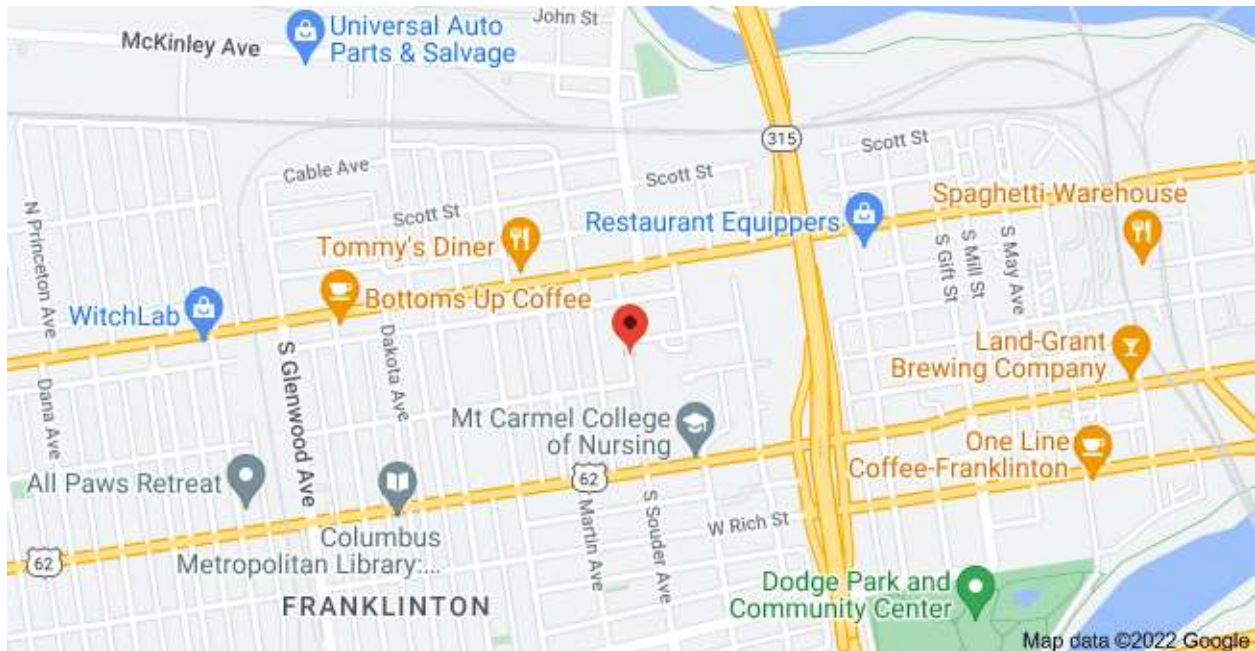 John St
McKinley Ave
Universal Auto
Parts & Salvage
315
Scott St
Cable Ave
Scott St
Spaghetti Warehouse
N Princeton Ave
Scott St
Restaurant Equippers
Tommy's Diner
S Gift St
S Mill St
S May Ave
Bottoms Up Coffee
WitchLab
S Glenwood Ave
Dakota Ave
Dana Ave
Land-Grant
Brewing Company
Mt Carmel College
of Nursing
One Line
Coffee-Franklinton
All Paws Retreat
62
S Souder Ave
Martin Ave
W Rich St
Columbus
Metropolitan Library:...
62
Dodge Park and
Community Center
FRANKLINTON
Map data ©2022 Google